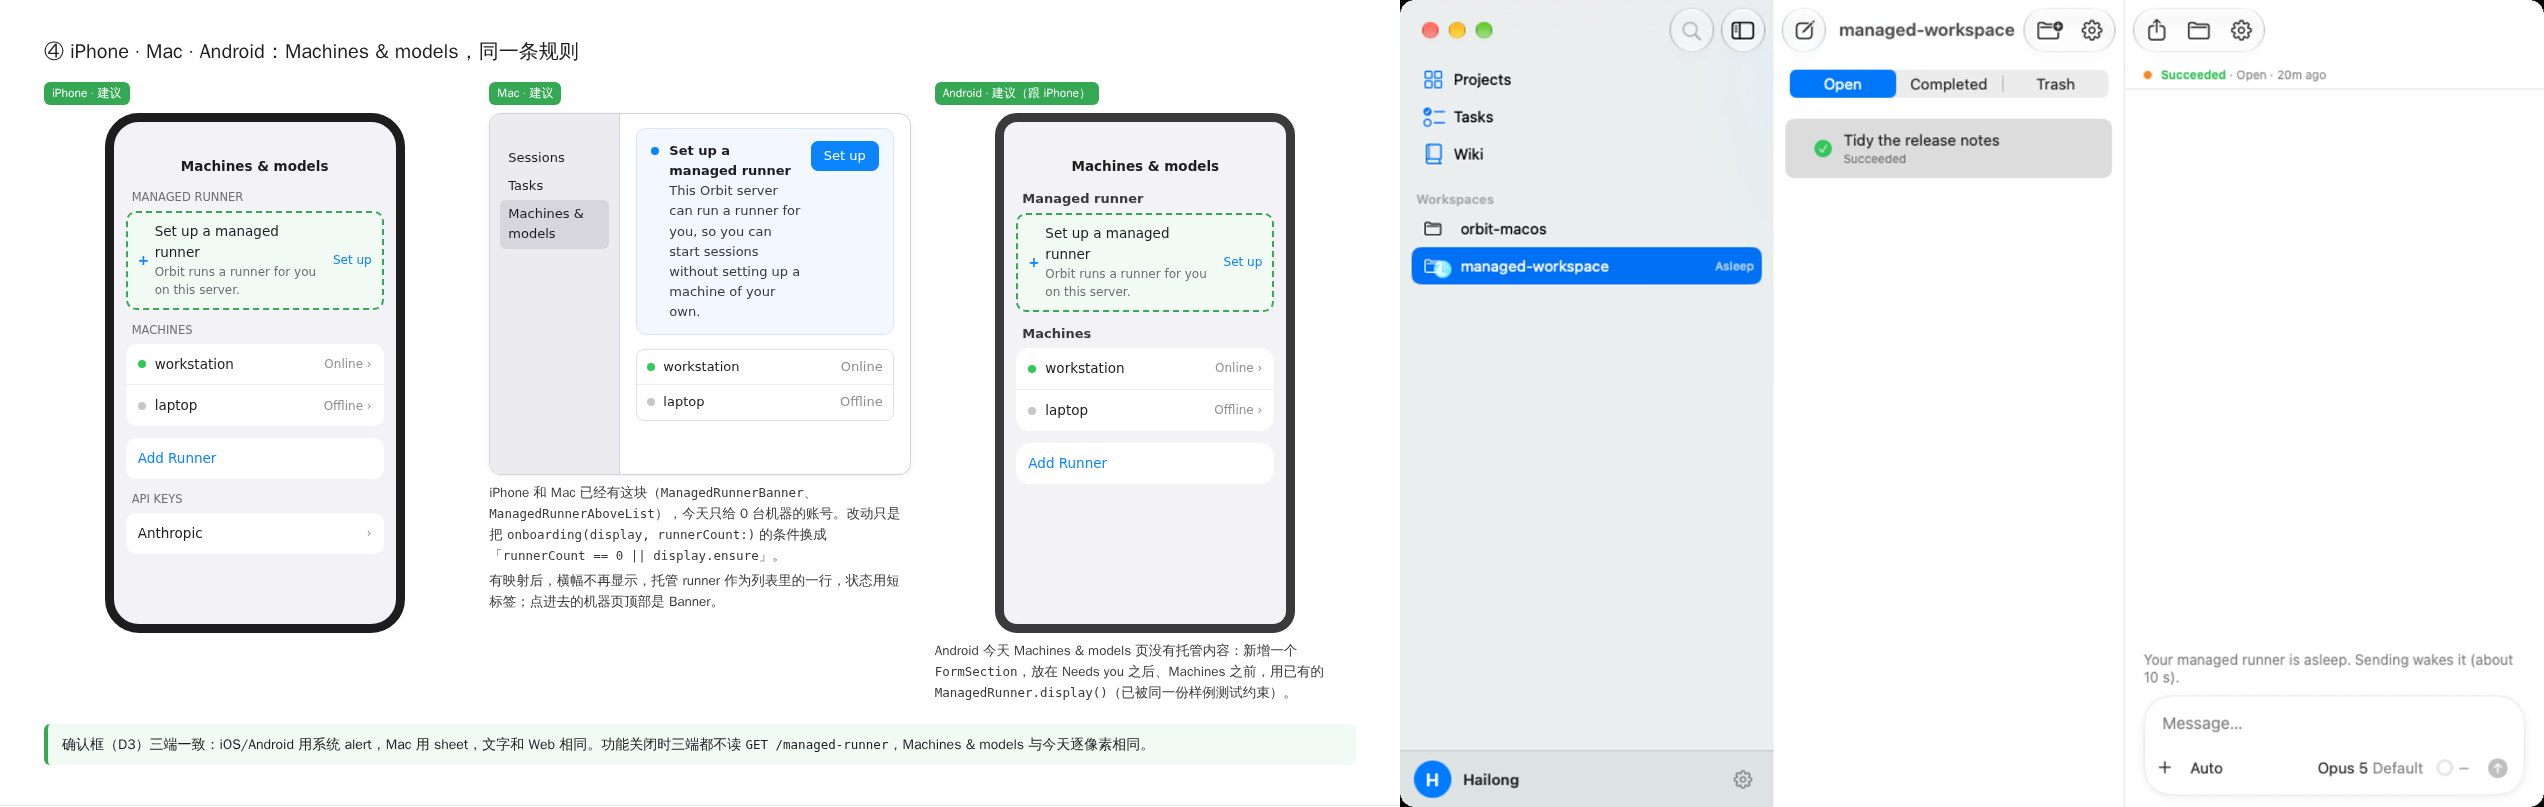 ④ iPhone · Mac · Android：Machines & models，同一条规则
iPhone · 建议
Machines & models
MANAGED RUNNER
+
Set up a managed
runner
Orbit runs a runner for you
on this server.
Set up
MACHINES
workstation
Online ›
laptop
Offline ›
Add Runner
API KEYS
Anthropic
›
Mac · 建议
Sessions
Tasks
Machines &
models
Set up a
managed runner
Set up
This Orbit server
can run a runner for
you, so you can
start sessions
without setting up a
machine of your
own.
workstation
Online
laptop
Offline
iPhone 和 Mac 已经有这块（ManagedRunnerBanner、
ManagedRunnerAboveList），今天只给 0 台机器的账号。改动只是
把 onboarding(display, runnerCount:) 的条件换成
「runnerCount == 0 || display.ensure」。
有映射后，横幅不再显示，托管 runner 作为列表里的一行，状态用短
标签；点进去的机器页顶部是 Banner。
Android · 建议（跟 iPhone）
Machines & models
Managed runner
+
Set up a managed
runner
Orbit runs a runner for you
on this server.
Set up
Machines
workstation
Online ›
laptop
Offline ›
Add Runner
Android 今天 Machines & models 页没有托管内容：新增一个
FormSection，放在 Needs you 之后、Machines 之前，用已有的
ManagedRunner.display()（已被同一份样例测试约束）。
确认框（D3）三端一致：iOS/Android 用系统 alert，Mac 用 sheet，文字和 Web 相同。功能关闭时三端都不读 GET /managed-runner，Machines & models 与今天逐像素相同。
Projects
Tasks
Wiki
Workspaces
orbit-macos
managed-workspace
Asleep
H
Hailong
managed-workspace
Open
Completed
Trash
Tidy the release notes
Succeeded
Succeeded · Open · 20m ago
Your managed runner is asleep. Sending wakes it (about
10 s).
Message...
+ Auto
Opus 5 Default
–